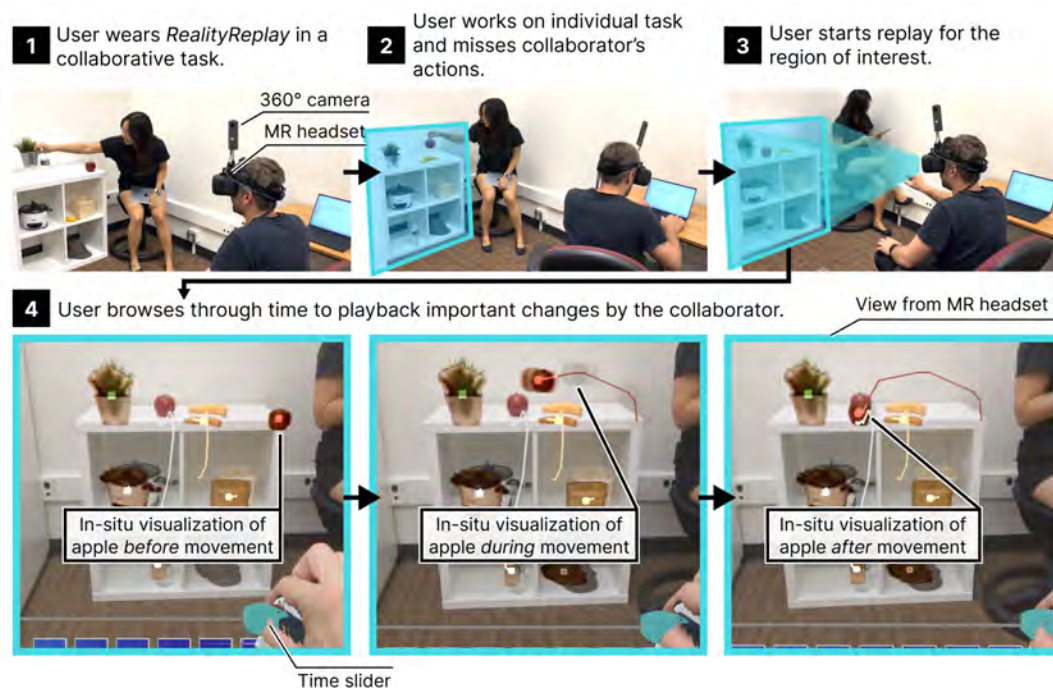 1 User wears RealityReplay in a
collaborative task.
2 User works on individual task
and misses collaborator's
actions.
3 User starts replay for the
region of interest.
360° camera
MR headset
4 User browses through time to playback important changes by the collaborator.
View from MR headset
In-situ visualization of
apple before movement
In-situ visualization of
apple during movement
In-situ visualization of
apple after movement
Time slider